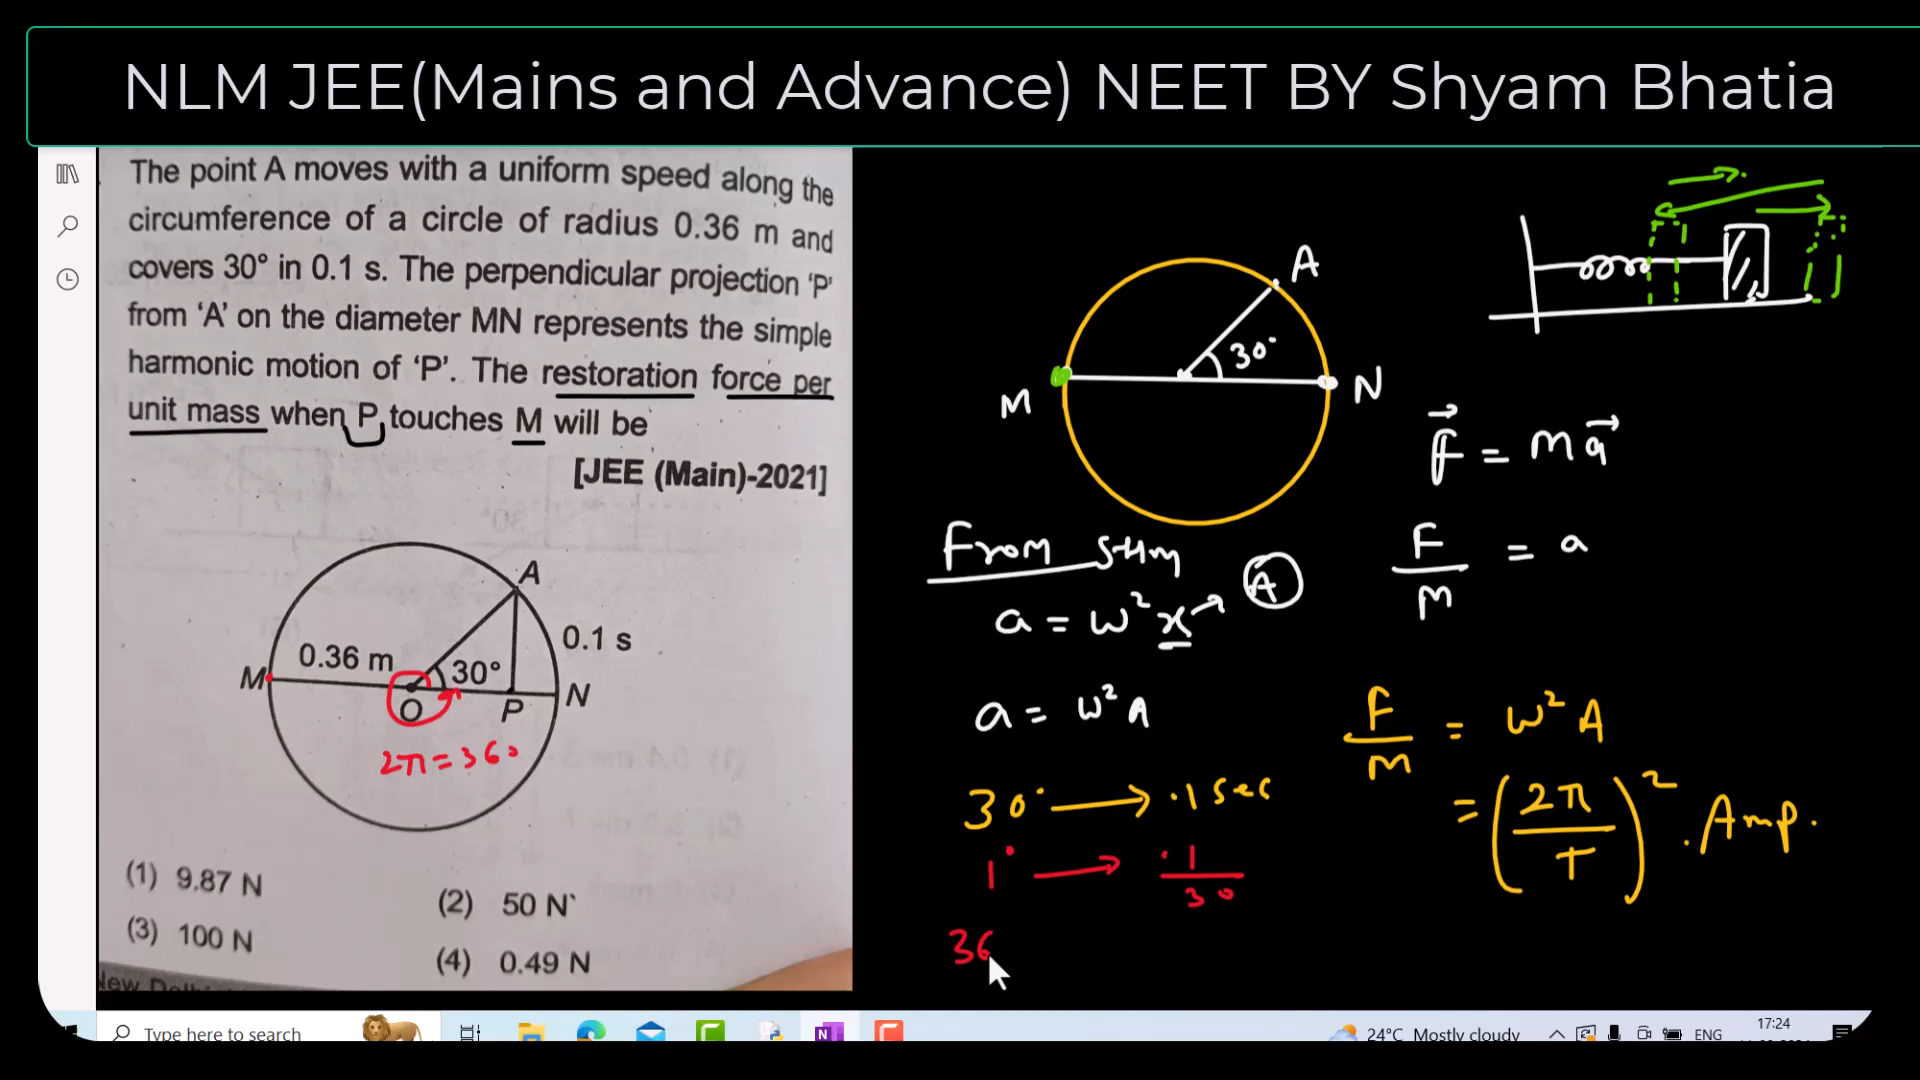 NLM JEE(Mains and Advance) NEET BY Shyam Bhatia
The point A moves with a uniform speed along the
circumference of a circle of radius 0.36 m and
covers 30° in 0.1 s. The perpendicular projection ‘P’
from ‘A’ on the diameter MN represents the simple
harmonic motion of ‘P’. The restoration force per
unit mass when P touches M will be
[JEE (Main)-2021]
A
0.36 m
30°
0.1 s
M
O
P
N
2π = 360
(1) 9.87 N
(2) 50 N
(3) 100 N
(4) 0.49 N
A
30°
M
N
F = ma
F/M = a
From SHM
a = ω²x → A
a = ω²A
F/M = ω²A
= (2π/T)² . Amp.
30° → .1 sec
1° → .1/30
36
Type here to search
24°C Mostly cloudy
ENG
17:24